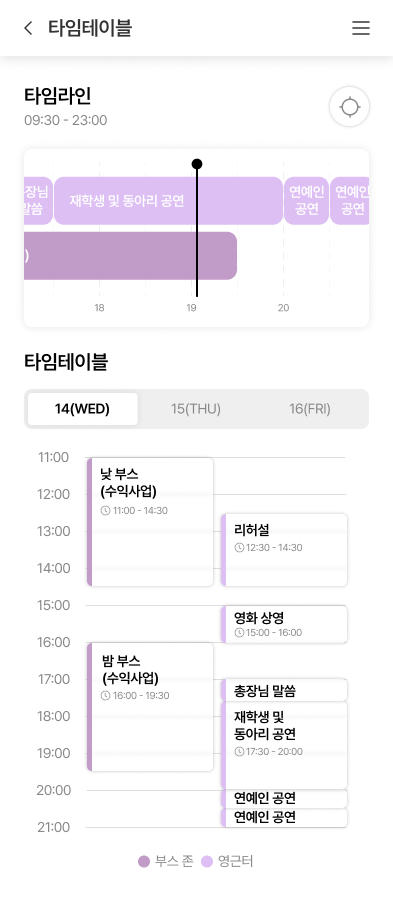 타임테이블
타임라인
09:30 - 23:00
장님
말씀
재학생 및 동아리 공연
연예인
공연
연예인
공연
)
18
19
20
타임테이블
14(WED)
15(THU)
16(FRI)
11:00
낮 부스
(수익사업)
11:00 - 14:30
12:00
13:00
리허설
12:30 - 14:30
14:00
15:00
영화 상영
15:00 - 16:00
16:00
밤 부스
(수익사업)
16:00 - 19:30
17:00
총장님 말씀
18:00
재학생 및
동아리 공연
17:30 - 20:00
19:00
20:00
연예인 공연
연예인 공연
21:00
부스 존
영근터